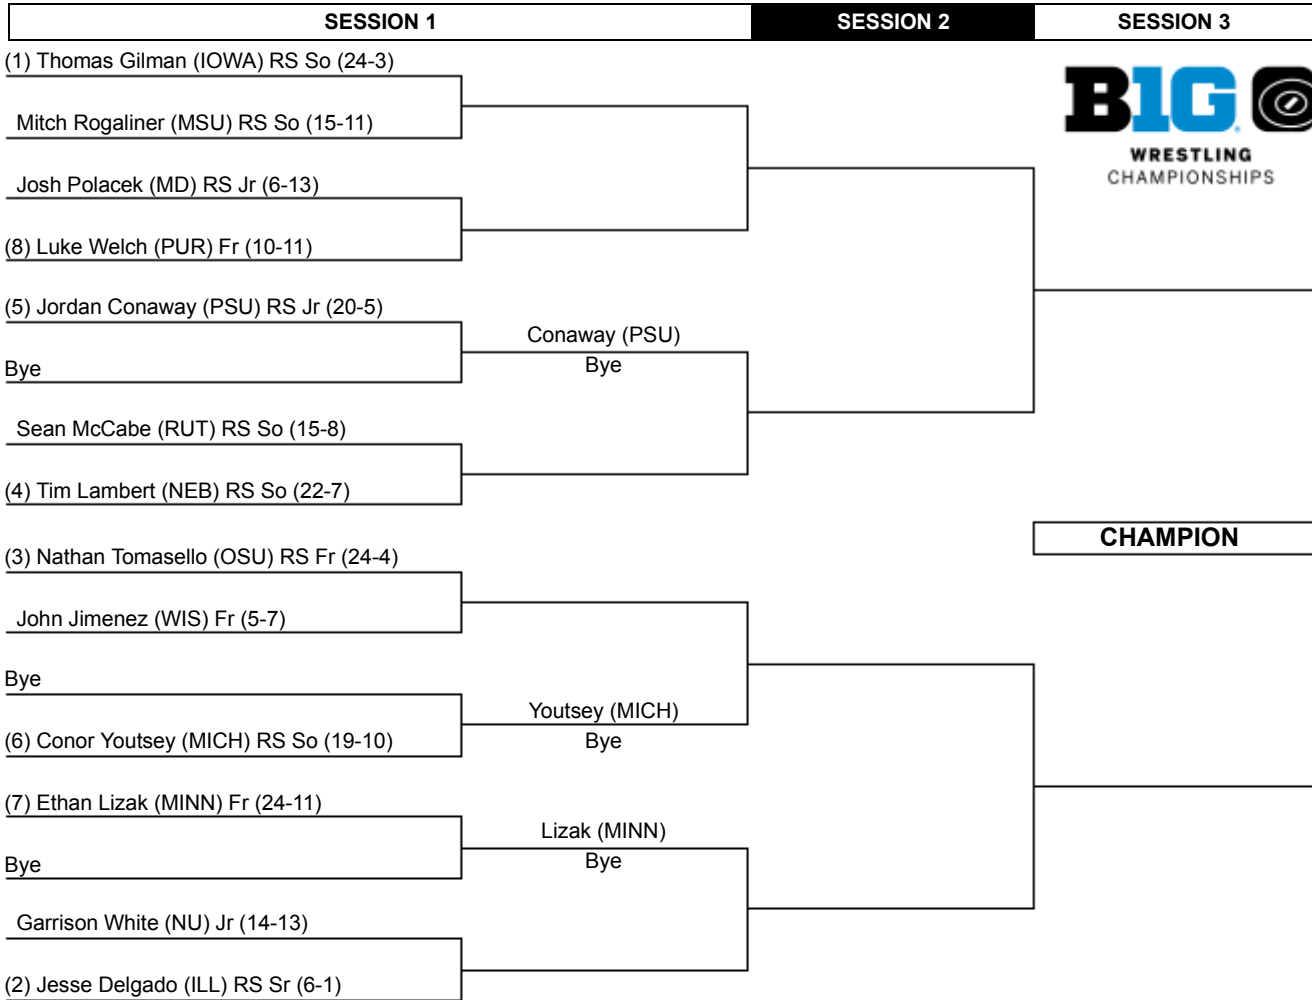 SESSION 1
SESSION 2
SESSION 3
(1) Thomas Gilman (IOWA) RS So (24-3)
B1G
WRESTLING
CHAMPIONSHIPS
Mitch Rogaliner (MSU) RS So (15-11)
Josh Polacek (MD) RS Jr (6-13)
(8) Luke Welch (PUR) Fr (10-11)
(5) Jordan Conaway (PSU) RS Jr (20-5)
Conaway (PSU)
Bye
Bye
Sean McCabe (RUT) RS So (15-8)
(4) Tim Lambert (NEB) RS So (22-7)
CHAMPION
(3) Nathan Tomasello (OSU) RS Fr (24-4)
John Jimenez (WIS) Fr (5-7)
Bye
Youtsey (MICH)
Bye
(6) Conor Youtsey (MICH) RS So (19-10)
(7) Ethan Lizak (MINN) Fr (24-11)
Lizak (MINN)
Bye
Bye
Garrison White (NU) Jr (14-13)
(2) Jesse Delgado (ILL) RS Sr (6-1)